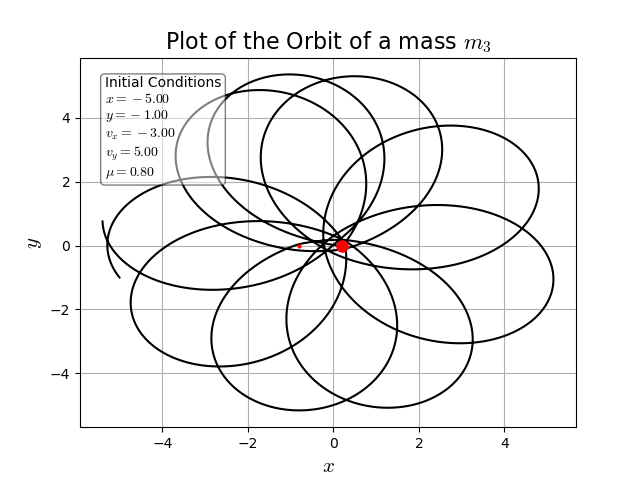 Plot of the Orbit of a mass m₃
Initial Conditions
x = −5.00
y = −1.00
vₓ = −3.00
v_y = 5.00
μ = 0.80
4
2
0
−2
−4
y
−4
−2
0
2
4
x